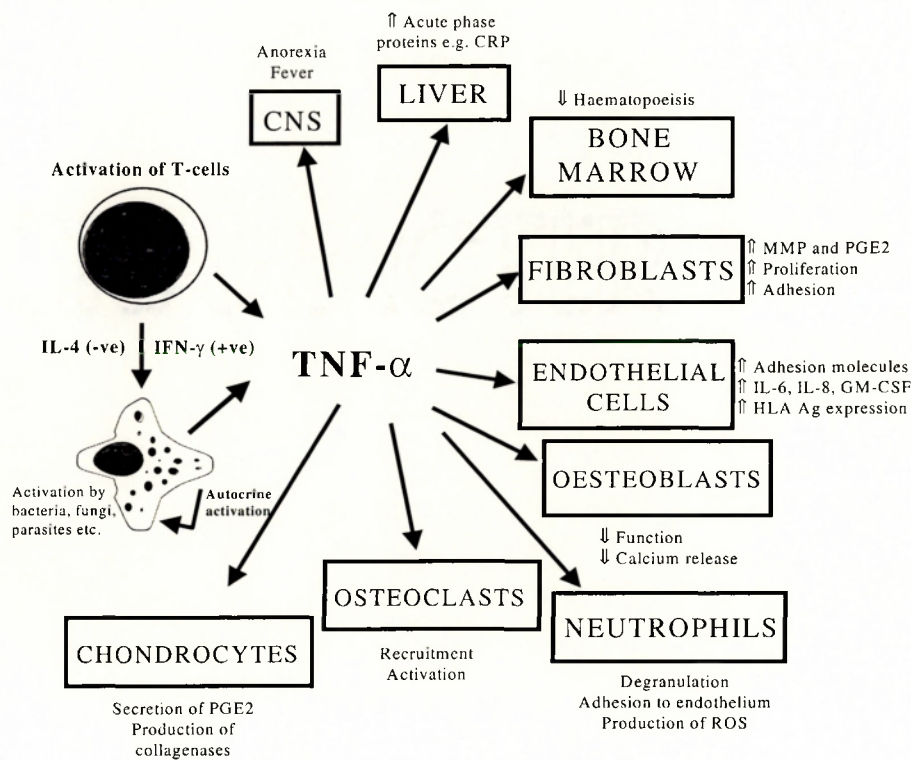 ⇑ Acute phase
proteins e.g. CRP
LIVER
Anorexia
Fever
CNS
⇓ Haematopoeisis
BONE
MARROW
Activation of T-cells
FIBROBLASTS
⇑ MMP and PGE2
⇑ Proliferation
⇑ Adhesion
IL-4 (-ve) IFN-γ (+ve)
TNF-α
ENDOTHELIAL
CELLS
⇑ Adhesion molecules
⇑ IL-6, IL-8, GM-CSF
⇑ HLA Ag expression
OESTEOBLASTS
⇓ Function
⇓ Calcium release
Activation by
bacteria, fungi,
parasites etc.
Autocrine
activation
OSTEOCLASTS
Recruitment
Activation
NEUTROPHILS
Degranulation
Adhesion to endothelium
Production of ROS
CHONDROCYTES
Secretion of PGE2
Production of
collagenases